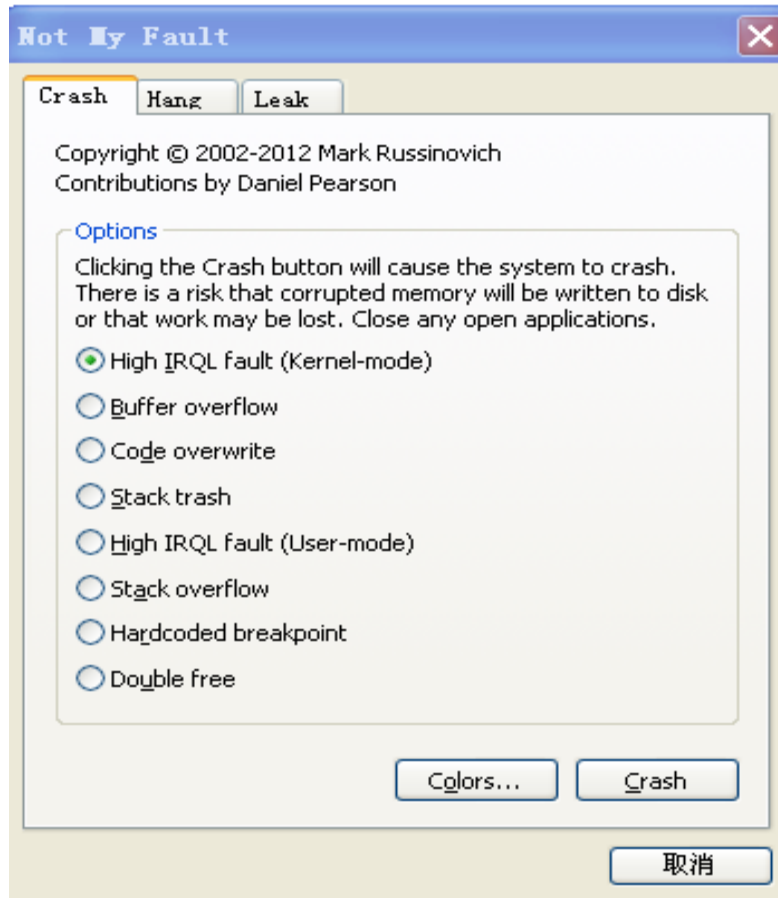 Not My Fault
Crash Hang Leak
Copyright © 2002-2012 Mark Russinovich
Contributions by Daniel Pearson
Options
Clicking the Crash button will cause the system to crash.
There is a risk that corrupted memory will be written to disk
or that work may be lost. Close any open applications.
High IRQL fault (Kernel-mode)
Buffer overflow
Code overwrite
Stack trash
High IRQL fault (User-mode)
Stack overflow
Hardcoded breakpoint
Double free
Colors... Crash
取消